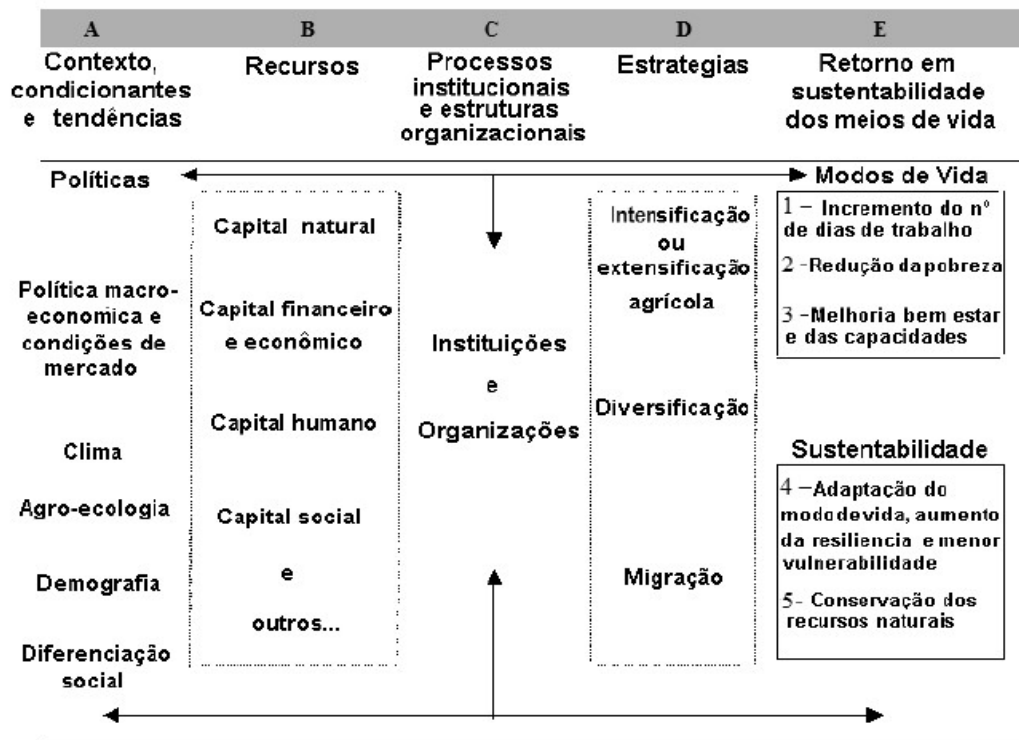 A
B
C
D
E
Contexto,
condicionantes
e tendências
Recursos
Processos
institucionais
e estruturas
organizacionais
Estrategias
Retorno em
sustentabilidade
dos meios de vida
Políticas
Política macro-
economica e
condições de
mercado
Clima
Agro-ecologia
Demografia
Diferenciação
social
Capital natural
Capital financeiro
e econômico
Capital humano
Capital social
e
outros...
Instituições
e
Organizações
Intensificação
ou
extensificação
agrícola
Diversificação
Migração
Modos de Vida
1 – Incremento do nº
de dias de trabalho
2 -Redução da pobreza
3 –Melhoria bem estar
e das capacidades
Sustentabilidade
4 –Adaptação do
modo de vida, aumento
da resiliencia e menor
vulnerabilidade
5- Conservação dos
recursos naturais